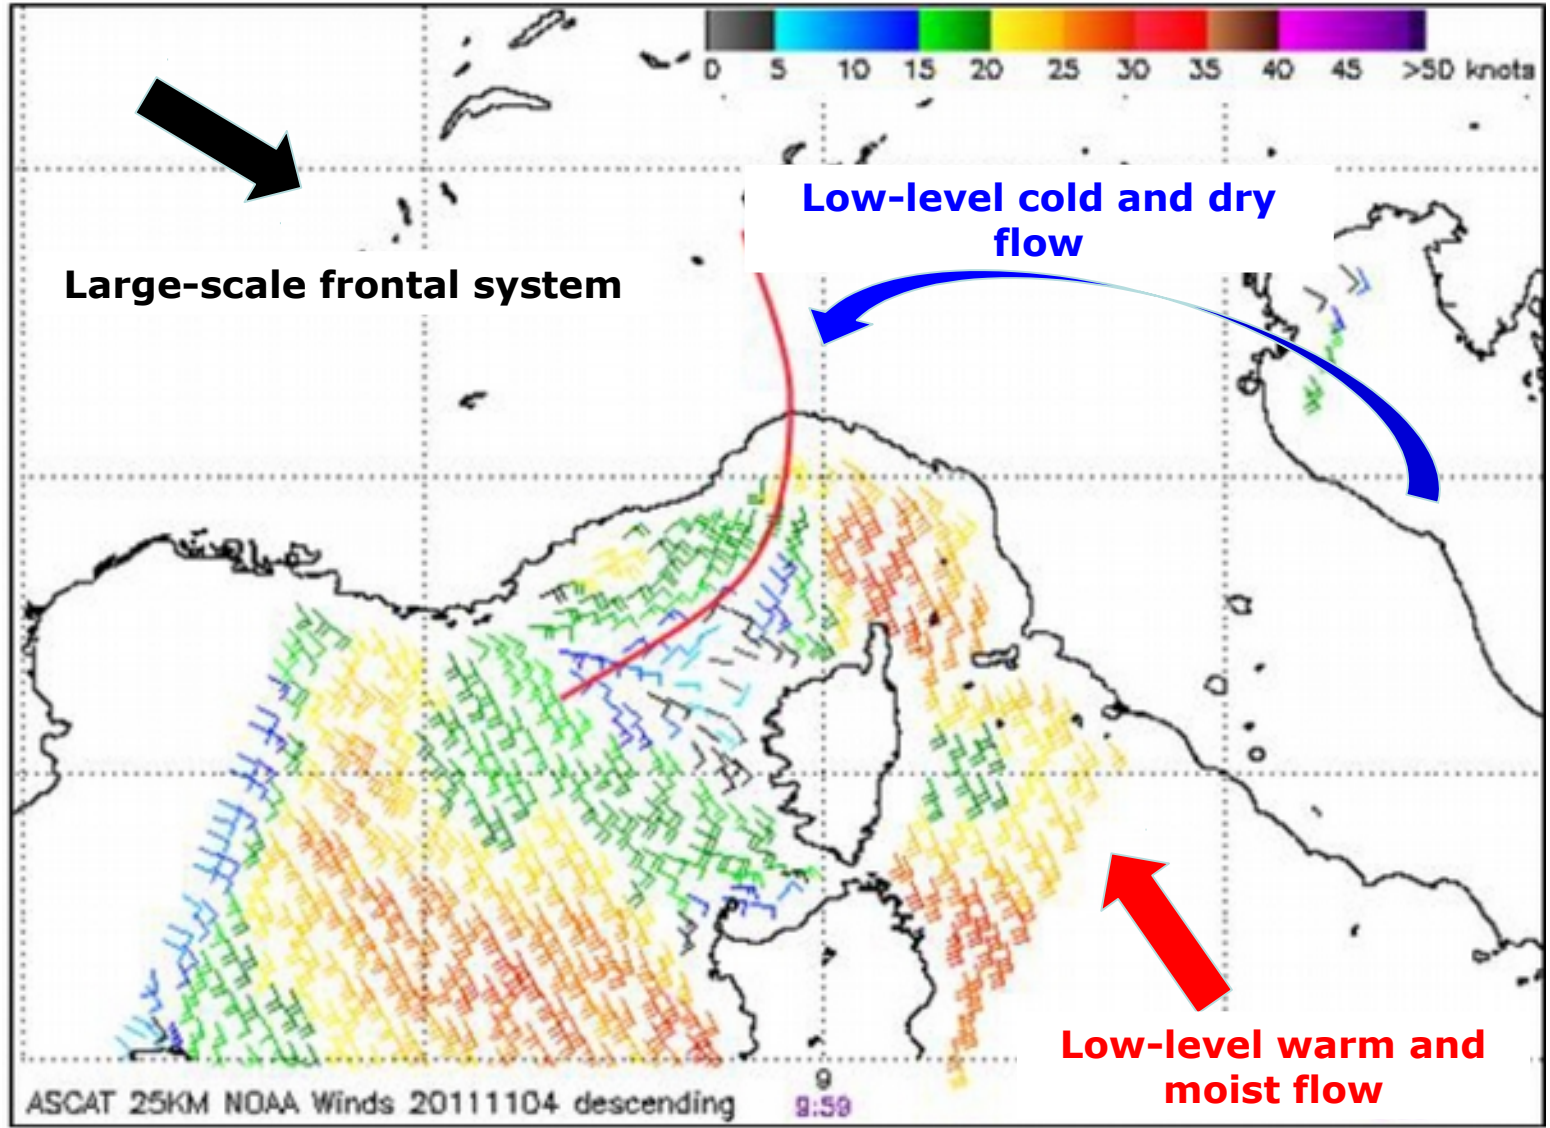 0 5 10 15 20 25 30 35 40 45 >50 knots
Low-level cold and dry
flow
Large-scale frontal system
Low-level warm and
moist flow
9
ASCAT 25KM NOAA Winds 20111104 descending
9:59